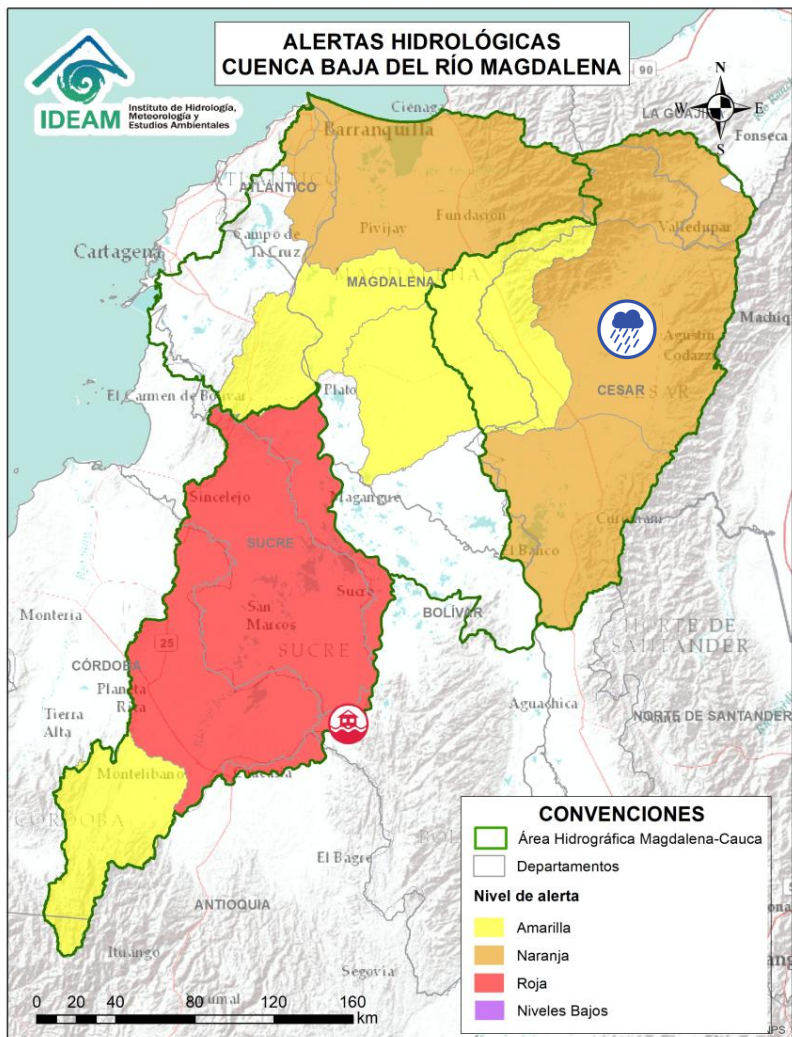 ALERTAS HIDROLÓGICAS
CUENCA BAJA DEL RÍO MAGDALENA
IDEAM
Instituto de Hidrología,
Meteorología y
Estudios Ambientales
N
W
E
S
90
Ciénaga
LA GUAJIRA
Barranquilla
Fonseca
ATLÁNTICO
Fundación
Pivijay
Valledupar
Campo de
la Cruz
Cartagena
MAGDALENA
MAGDALENA
Machiq
Agustín
Codazzi
CESAR
CESAR
El Carmen de Bolívar
Plato
Sincelejo
Magangué
Curumaní
SUCRE
El Banco
Sucre
San
Marcos
BOLÍVAR
Montería
SUCRE
NORTE DE
SANTANDER
25
CÓRDOBA
Planeta
Rica
Aguachica
Tierra
Alta
NORTE DE SANTANDER
Montelíbano
Caucasia
CÓRDOBA
El Bagre
ANTIOQUIA
Ituango
Segovia
CONVENCIONES
Área Hidrográfica Magdalena-Cauca
Departamentos
Nivel de alerta
Amarilla
Naranja
Roja
Niveles Bajos
0 20 40 80 120 160
km